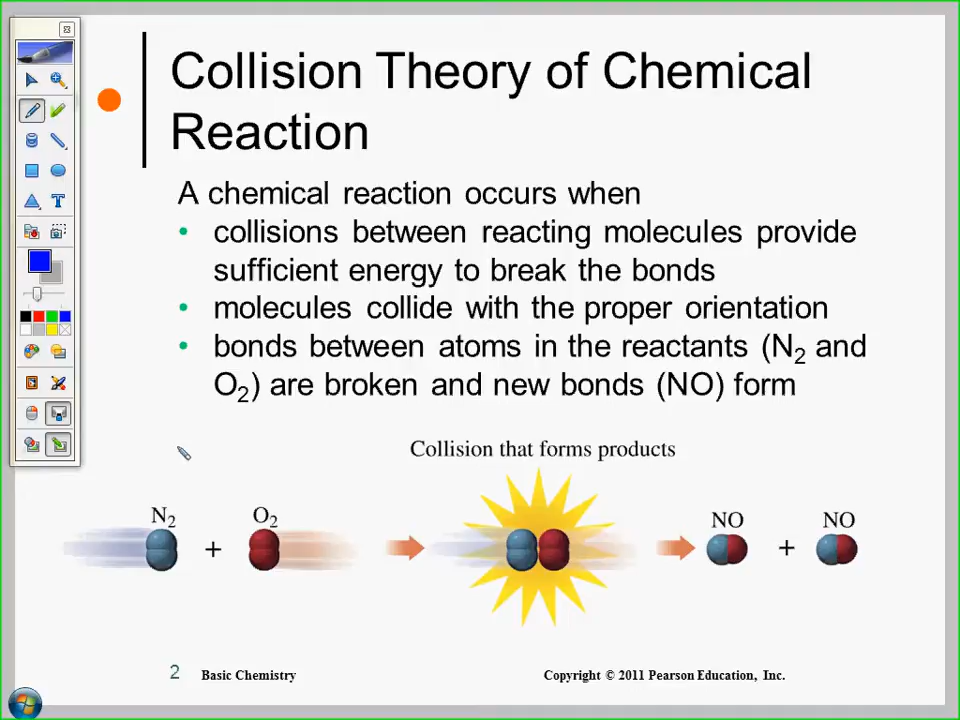 Collision Theory of Chemical
Reaction
A chemical reaction occurs when
• collisions between reacting molecules provide
sufficient energy to break the bonds
• molecules collide with the proper orientation
• bonds between atoms in the reactants (N₂ and
O₂) are broken and new bonds (NO) form
Collision that forms products
N₂ O₂ NO NO
+ +
2 Basic Chemistry Copyright © 2011 Pearson Education, Inc.